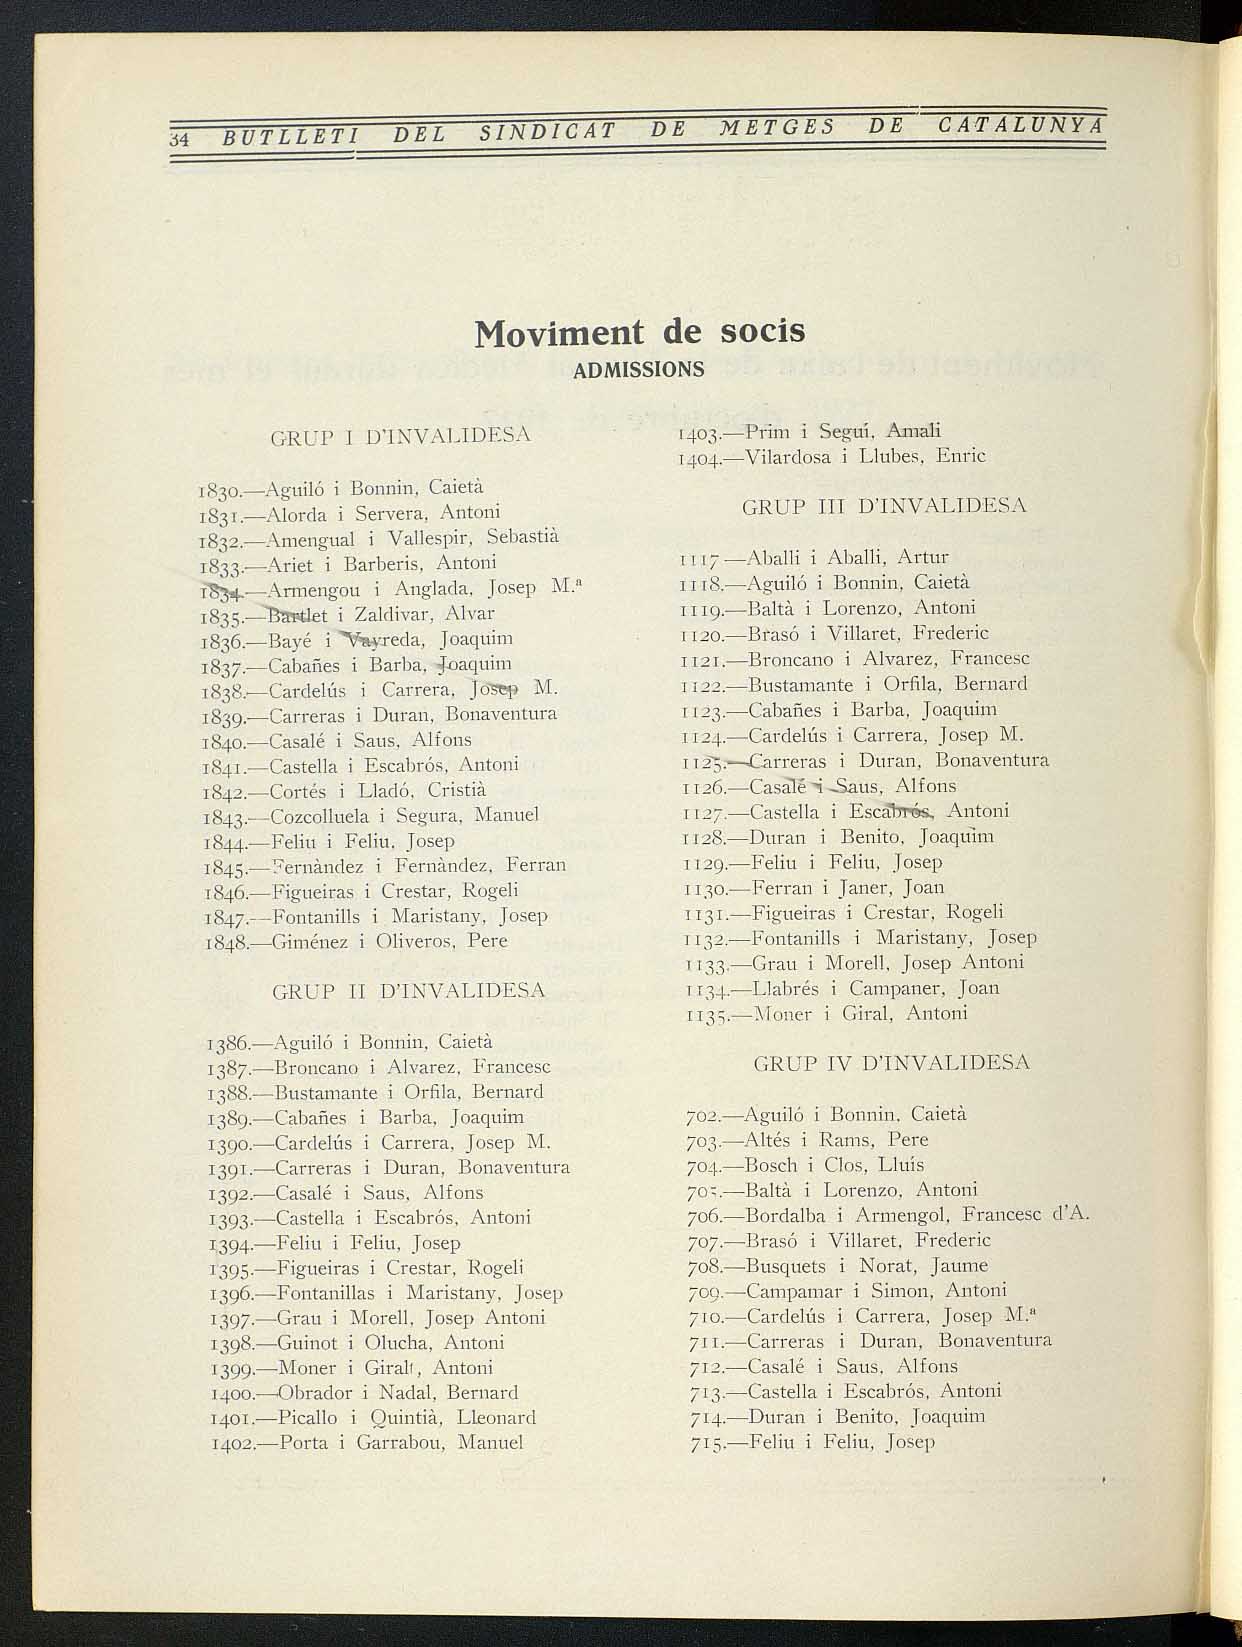 34 BUTLLETI DEL SINDICAT DE METGES DE CATALUNYA
Moviment de socis
ADMISSIONS
GRUP I D'INVALIDESA
1830.—Aguiló i Bonnin, Caietà
1831.—Alorda i Servera, Antoni
1832.—Amengual i Vallespir, Sebastià
1833.—Ariet i Barberis, Antoni
1834.—Armengou i Anglada, Josep M.ª
1835.—Bartlet i Zaldivar, Alvar
1836.—Bayé i Vayreda, Joaquim
1837.—Cabañes i Barba, Joaquim
1838.—Cardelús i Carrera, Josep M.
1839.—Carreras i Duran, Bonaventura
1840.—Casalé i Saus, Alfons
1841.—Castella i Escabrós, Antoni
1842.—Cortés i Lladó, Cristià
1843.—Cozcolluela i Segura, Manuel
1844.—Feliu i Feliu, Josep
1845.—Fernàndez i Fernàndez, Ferran
1846.—Figueiras i Crestar, Rogeli
1847.—Fontanills i Maristany, Josep
1848.—Giménez i Oliveros, Pere
GRUP II D'INVALIDESA
1386.—Aguiló i Bonnin, Caietà
1387.—Broncano i Alvarez, Francesc
1388.—Bustamante i Orfila, Bernard
1389.—Cabañes i Barba, Joaquim
1390.—Cardelús i Carrera, Josep M.
1391.—Carreras i Duran, Bonaventura
1392.—Casalé i Saus, Alfons
1393.—Castella i Escabrós, Antoni
1394.—Feliu i Feliu, Josep
1395.—Figueiras i Crestar, Rogeli
1396.—Fontanillas i Maristany, Josep
1397.—Grau i Morell, Josep Antoni
1398.—Guinot i Olucha, Antoni
1399.—Moner i Giralt, Antoni
1400.—Obrador i Nadal, Bernard
1401.—Picallo i Quintià, Lleonard
1402.—Porta i Garrabou, Manuel
1403.—Prim i Seguí, Amali
1404.—Vilardosa i Llubes, Enric
GRUP III D'INVALIDESA
1117—Aballi i Aballi, Artur
1118.—Aguiló i Bonnin, Caietà
1119.—Baltà i Lorenzo, Antoni
1120.—Brasó i Villaret, Frederic
1121.—Broncano i Alvarez, Francesc
1122.—Bustamante i Orfila, Bernard
1123.—Cabañes i Barba, Joaquim
1124.—Cardelús i Carrera, Josep M.
1125.—Carreras i Duran, Bonaventura
1126.—Casalé i Saus, Alfons
1127.—Castella i Escabrós, Antoni
1128.—Duran i Benito, Joaquim
1129.—Feliu i Feliu, Josep
1130.—Ferran i Janer, Joan
1131.—Figueiras i Crestar, Rogeli
1132.—Fontanills i Maristany, Josep
1133.—Grau i Morell, Josep Antoni
1134.—Llabrés i Campaner, Joan
1135.—Moner i Giral, Antoni
GRUP IV D'INVALIDESA
702.—Aguiló i Bonnin. Caietà
703.—Altés i Rams, Pere
704.—Bosch i Clos, Lluís
705.—Baltà i Lorenzo, Antoni
706.—Bordalba i Armengol, Francesc d'A.
707.—Brasó i Villaret, Frederic
708.—Busquets i Norat, Jaume
709.—Campamar i Simon, Antoni
710.—Cardelús i Carrera, Josep M.ª
711.—Carreras i Duran, Bonaventura
712.—Casalé i Saus, Alfons
713.—Castella i Escabrós, Antoni
714.—Duran i Benito, Joaquim
715.—Feliu i Feliu, Josep